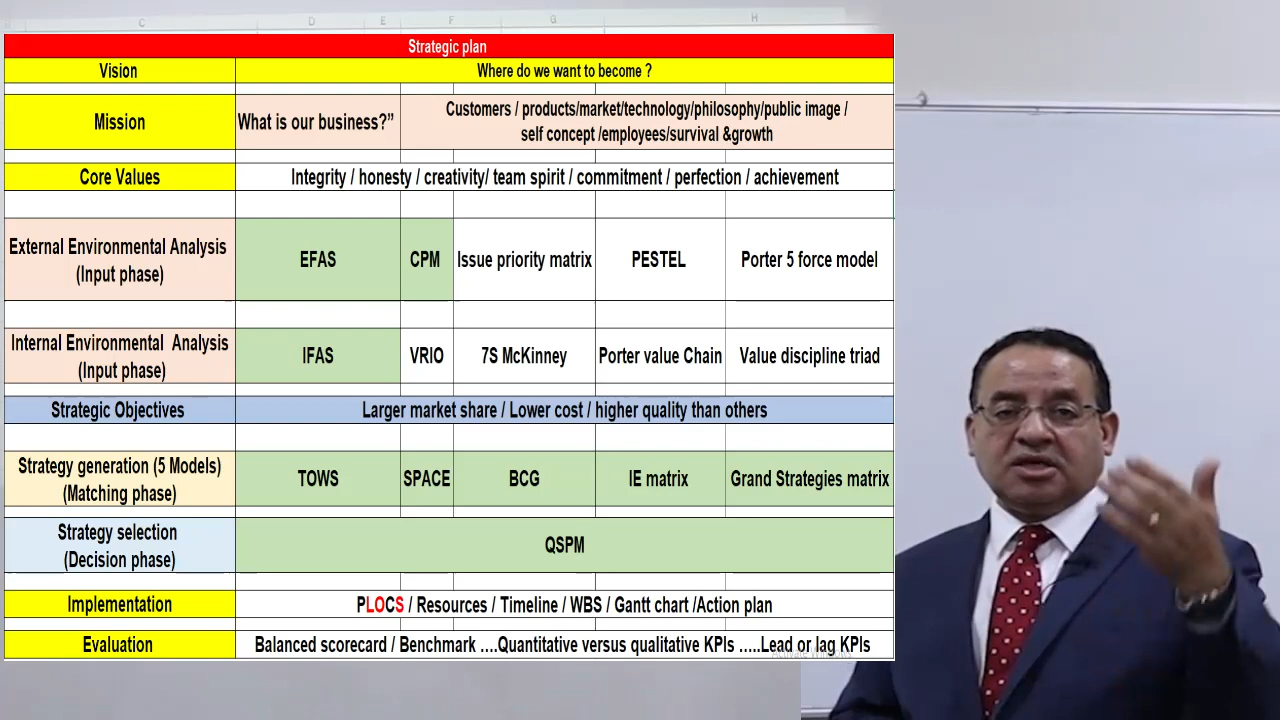 C D E F G H
Strategic plan
Vision
Where do we want to become ?
Mission
What is our business?”
Customers / products/market/technology/philosophy/public image /
self concept /employees/survival &growth
Core Values
Integrity / honesty / creativity/ team spirit / commitment / perfection / achievement
External Environmental Analysis
(Input phase)
EFAS
CPM
Issue priority matrix
PESTEL
Porter 5 force model
Internal Environmental Analysis
(Input phase)
IFAS
VRIO
7S McKinney
Porter value Chain
Value discipline triad
Strategic Objectives
Larger market share / Lower cost / higher quality than others
Strategy generation (5 Models)
(Matching phase)
TOWS
SPACE
BCG
IE matrix
Grand Strategies matrix
Strategy selection
(Decision phase)
QSPM
Implementation
PLOCS / Resources / Timeline / WBS / Gantt chart /Action plan
Evaluation
Balanced scorecard / Benchmark ….Quantitative versus qualitative KPIs …..Lead or lag KPIs
Activate Windows